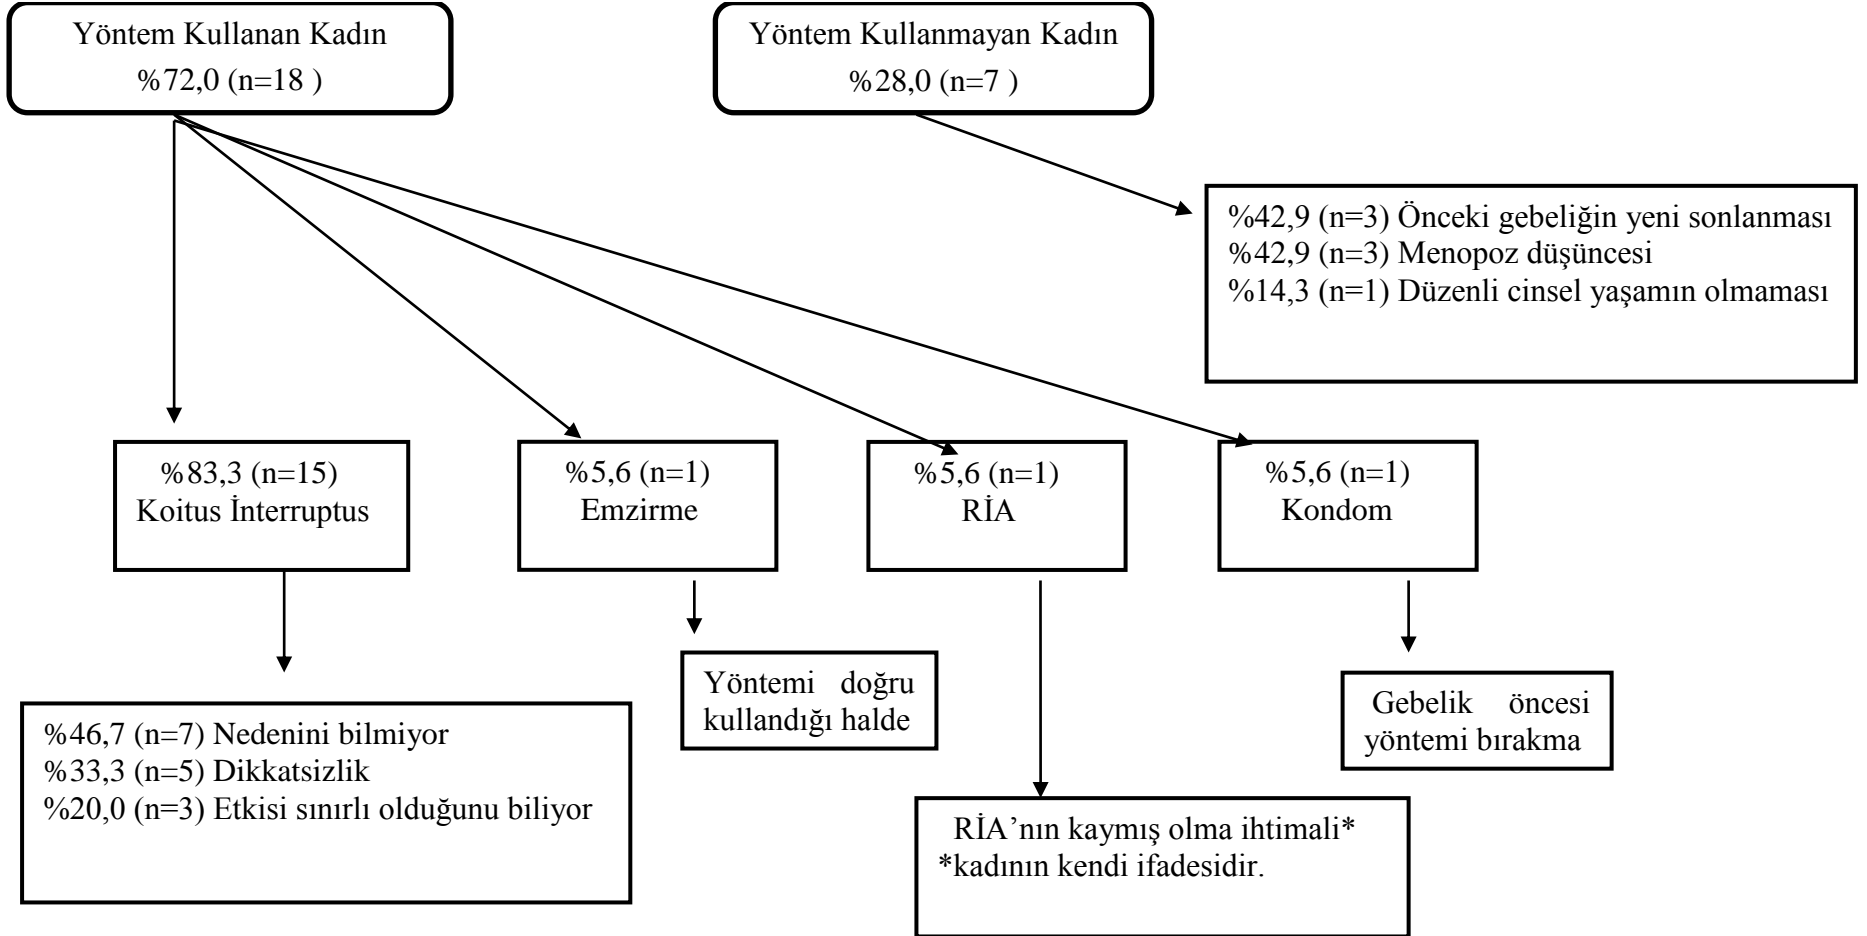 Yöntem Kullanan Kadın
%72,0 (n=18 )
Yöntem Kullanmayan Kadın
%28,0 (n=7 )
%42,9 (n=3) Önceki gebeliğin yeni sonlanması
%42,9 (n=3) Menopoz düşüncesi
%14,3 (n=1) Düzenli cinsel yaşamın olmaması
%83,3 (n=15)
Koitus İnterruptus
%5,6 (n=1)
Emzirme
%5,6 (n=1)
RİA
%5,6 (n=1)
Kondom
%46,7 (n=7) Nedenini bilmiyor
%33,3 (n=5) Dikkatsizlik
%20,0 (n=3) Etkisi sınırlı olduğunu biliyor
Yöntemi doğru
kullandığı halde
RİA’nın kaymış olma ihtimali*
*kadının kendi ifadesidir.
Gebelik öncesi
yöntemi bırakma